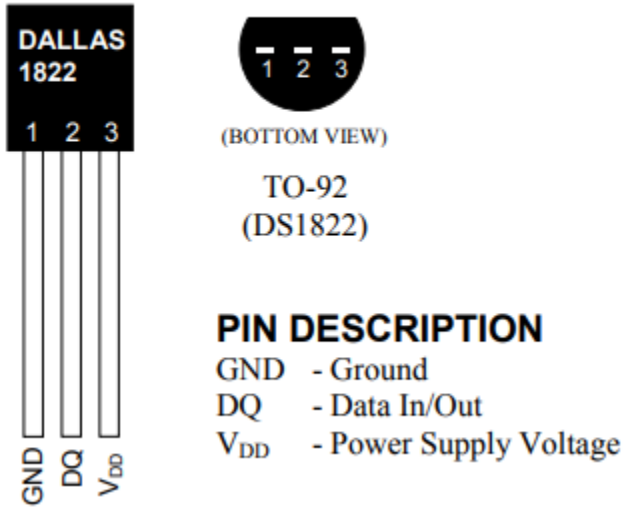 DALLAS
1822
1 2 3
GND DQ VDD
1 2 3
(BOTTOM VIEW)
TO-92
(DS1822)
PIN DESCRIPTION
GND - Ground
DQ - Data In/Out
VDD - Power Supply Voltage